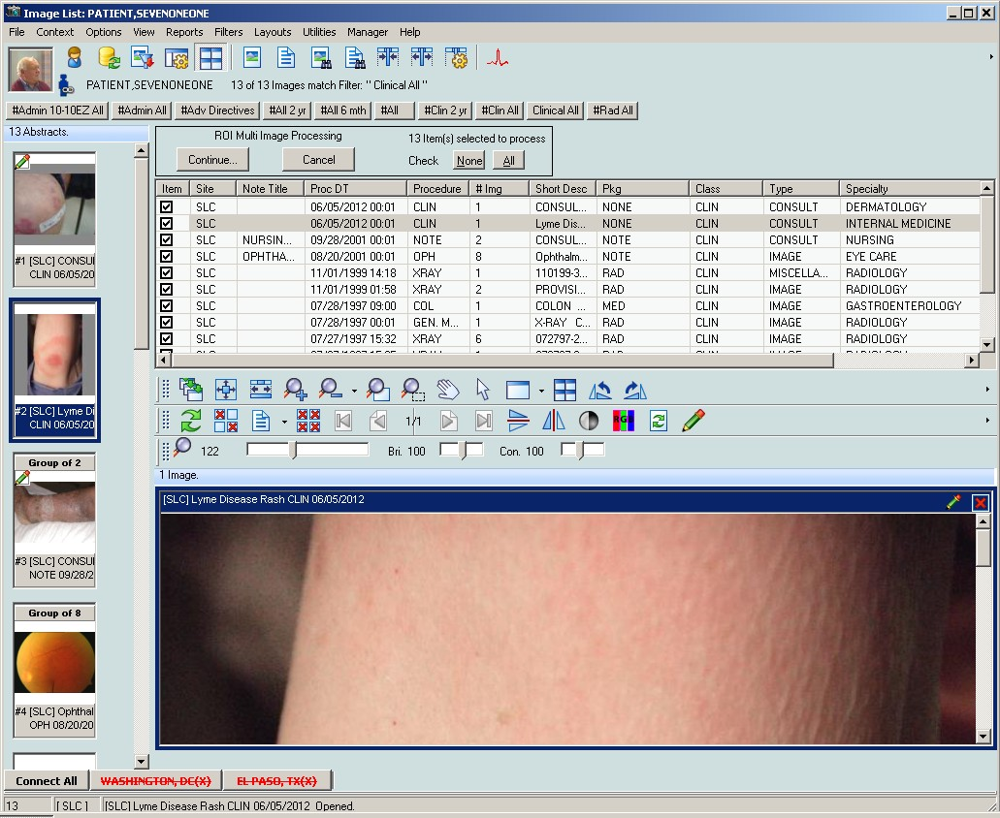 Image List: PATIENT,SEVENONEONE
File Context Options View Reports Filters Layouts Utilities Manager Help
PATIENT,SEVENONEONE 13 of 13 Images match Filter: " Clinical All "
#Admin 10-10EZ All #Admin All #Adv Directives #All 2 yr #All 6 mth #All #Clin 2 yr #Clin All Clinical All #Rad All
13 Abstracts.
#1 [SLC] CONSUI
CLIN 06/05/20
#2 [SLC] Lyme Di
CLIN 06/05/20
Group of 2
#3 [SLC] CONSUI
NOTE 09/28/2
Group of 8
#4 [SLC] Ophthal
OPH 08/20/20
ROI Multi Image Processing 13 Item(s) selected to process
Continue... Cancel Check None All
Item Site Note Title Proc DT Procedure # Img Short Desc Pkg Class Type Specialty
SLC 06/05/2012 00:01 CLIN 1 CONSUL... NONE CLIN CONSULT DERMATOLOGY
SLC 06/05/2012 00:01 CLIN 1 Lyme Dis... NONE CLIN CONSULT INTERNAL MEDICINE
SLC NURSIN... 09/28/2001 00:01 NOTE 2 CONSUL... NOTE CLIN CONSULT NURSING
SLC OPHTHA... 08/20/2001 00:01 OPH 8 Ophthalm... NOTE CLIN IMAGE EYE CARE
SLC 11/01/1999 14:18 XRAY 1 110199-3... RAD CLIN MISCELLA... RADIOLOGY
SLC 11/01/1999 01:58 XRAY 2 PROVISI... RAD CLIN IMAGE RADIOLOGY
SLC 07/28/1997 09:00 COL 1 COLON ... MED CLIN IMAGE GASTROENTEROLOGY
SLC 07/28/1997 00:01 GEN. M... 1 X-RAY C... RAD CLIN IMAGE RADIOLOGY
SLC 07/27/1997 15:32 XRAY 6 072797-2... RAD CLIN IMAGE RADIOLOGY
1/1
RGB
122 Bri. 100 Con. 100
1 Image.
[SLC] Lyme Disease Rash CLIN 06/05/2012
Connect All WASHINGTON, DC(X) EL PASO, TX(X)
13 [ SLC ] [SLC] Lyme Disease Rash CLIN 06/05/2012 Opened.